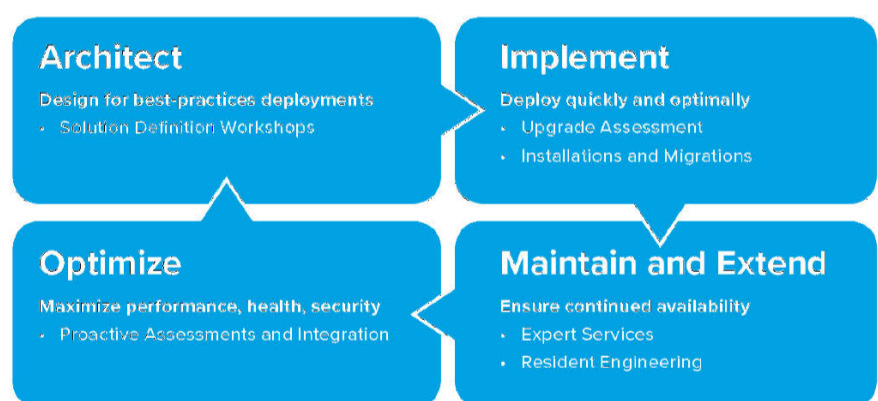 Architect
Design for best-practices deployments
• Solution Definition Workshops
Implement
Deploy quickly and optimally
• Upgrade Assessment
• Installations and Migrations
Optimize
Maximize performance, health, security
• Proactive Assessments and Integration
Maintain and Extend
Ensure continued availability
• Expert Services
• Resident Engineering